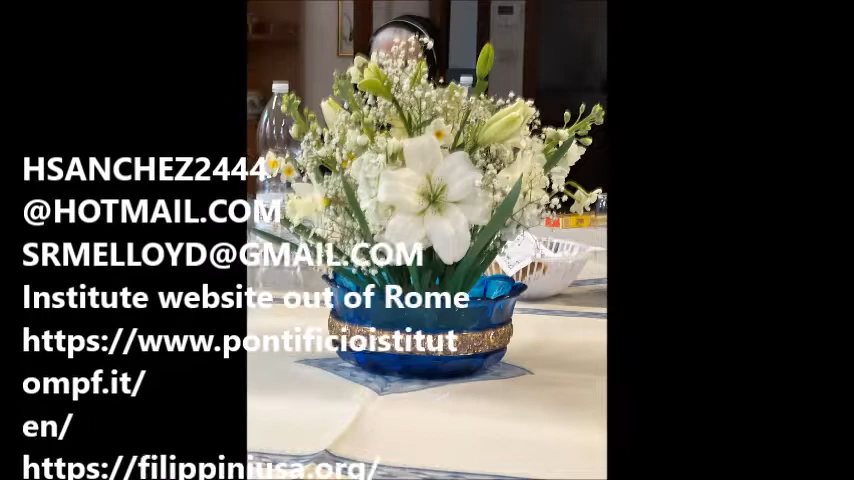 HSANCHEZ2444
@HOTMAIL.COM
SRMELLOYD@GMAIL.COM
Institute website out of Rome
https://www.pontificioistitut
ompf.it/
en/
https://filippiniusa.org/